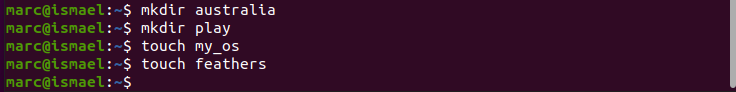 marc@ismael:~$ mkdir australia
marc@ismael:~$ mkdir play
marc@ismael:~$ touch my_os
marc@ismael:~$ touch feathers
marc@ismael:~$